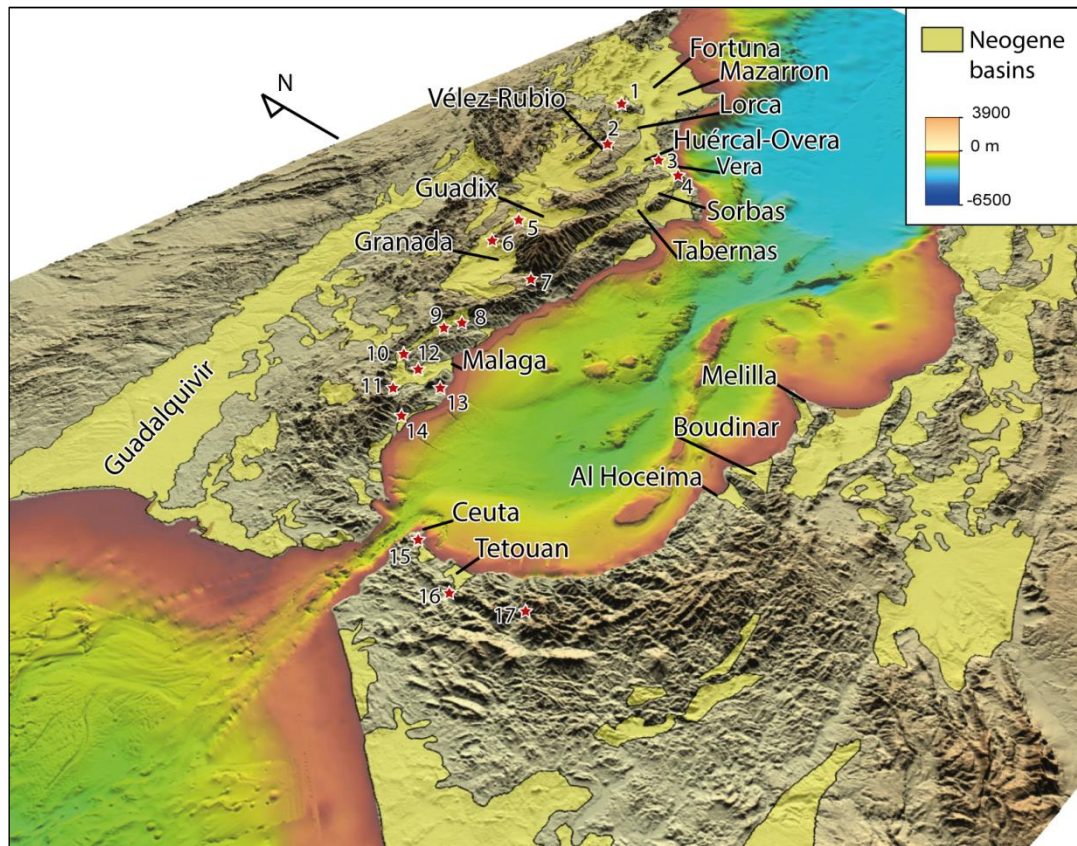 Neogene
basins
3900
0 m
-6500
N
Fortuna
Mazarron
1
Vélez-Rubio
Lorca
2
Huércal-Overa
3
Vera
4
Guadix
Sorbas
5
Granada
6
Tabernas
7
9
8
10
12
Malaga
11
13
Melilla
14
Guadalquivir
Boudinar
Al Hoceima
Ceuta
15
Tetouan
16
17